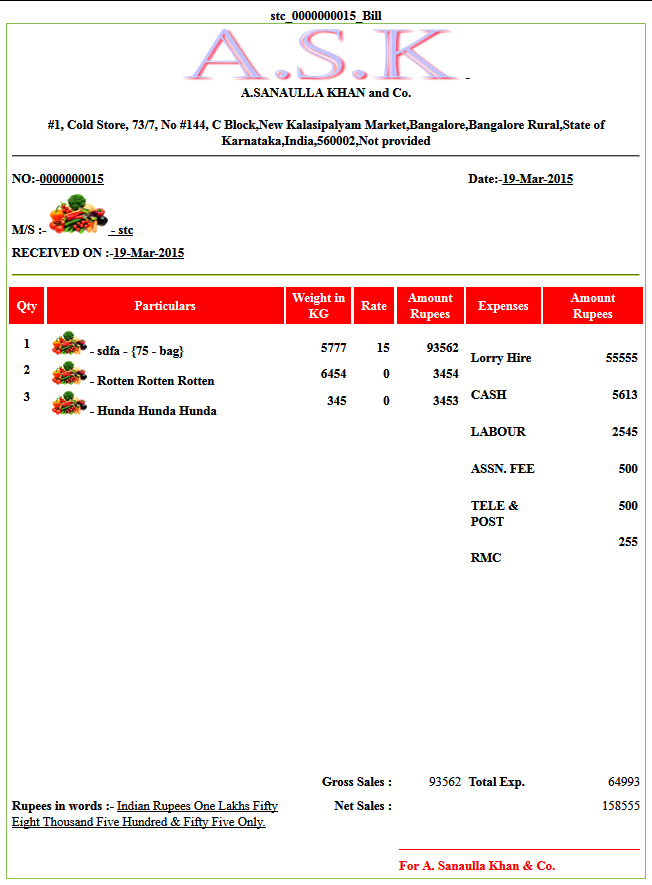 stc_0000000015_Bill
A.S.K -
A.SANAULLA KHAN and Co.
#1, Cold Store, 73/7, No #144, C Block,New Kalasipalyam Market,Bangalore,Bangalore Rural,State of
Karnataka,India,560002,Not provided
NO:-0000000015 Date:-19-Mar-2015
M/S :- - stc
RECEIVED ON :-19-Mar-2015
Qty Particulars Weight in KG Rate Amount Rupees Expenses Amount Rupees
1 - sdfa - {75 - bag} 5777 15 93562 Lorry Hire 55555
2 - Rotten Rotten Rotten 6454 0 3454
CASH 5613
3 - Hunda Hunda Hunda 345 0 3453
LABOUR 2545
ASSN. FEE 500
TELE & 500
POST
255
RMC
Gross Sales : 93562 Total Exp. 64993
Rupees in words :- Indian Rupees One Lakhs Fifty Net Sales : 158555
Eight Thousand Five Hundred & Fifty Five Only.
For A. Sanaulla Khan & Co.